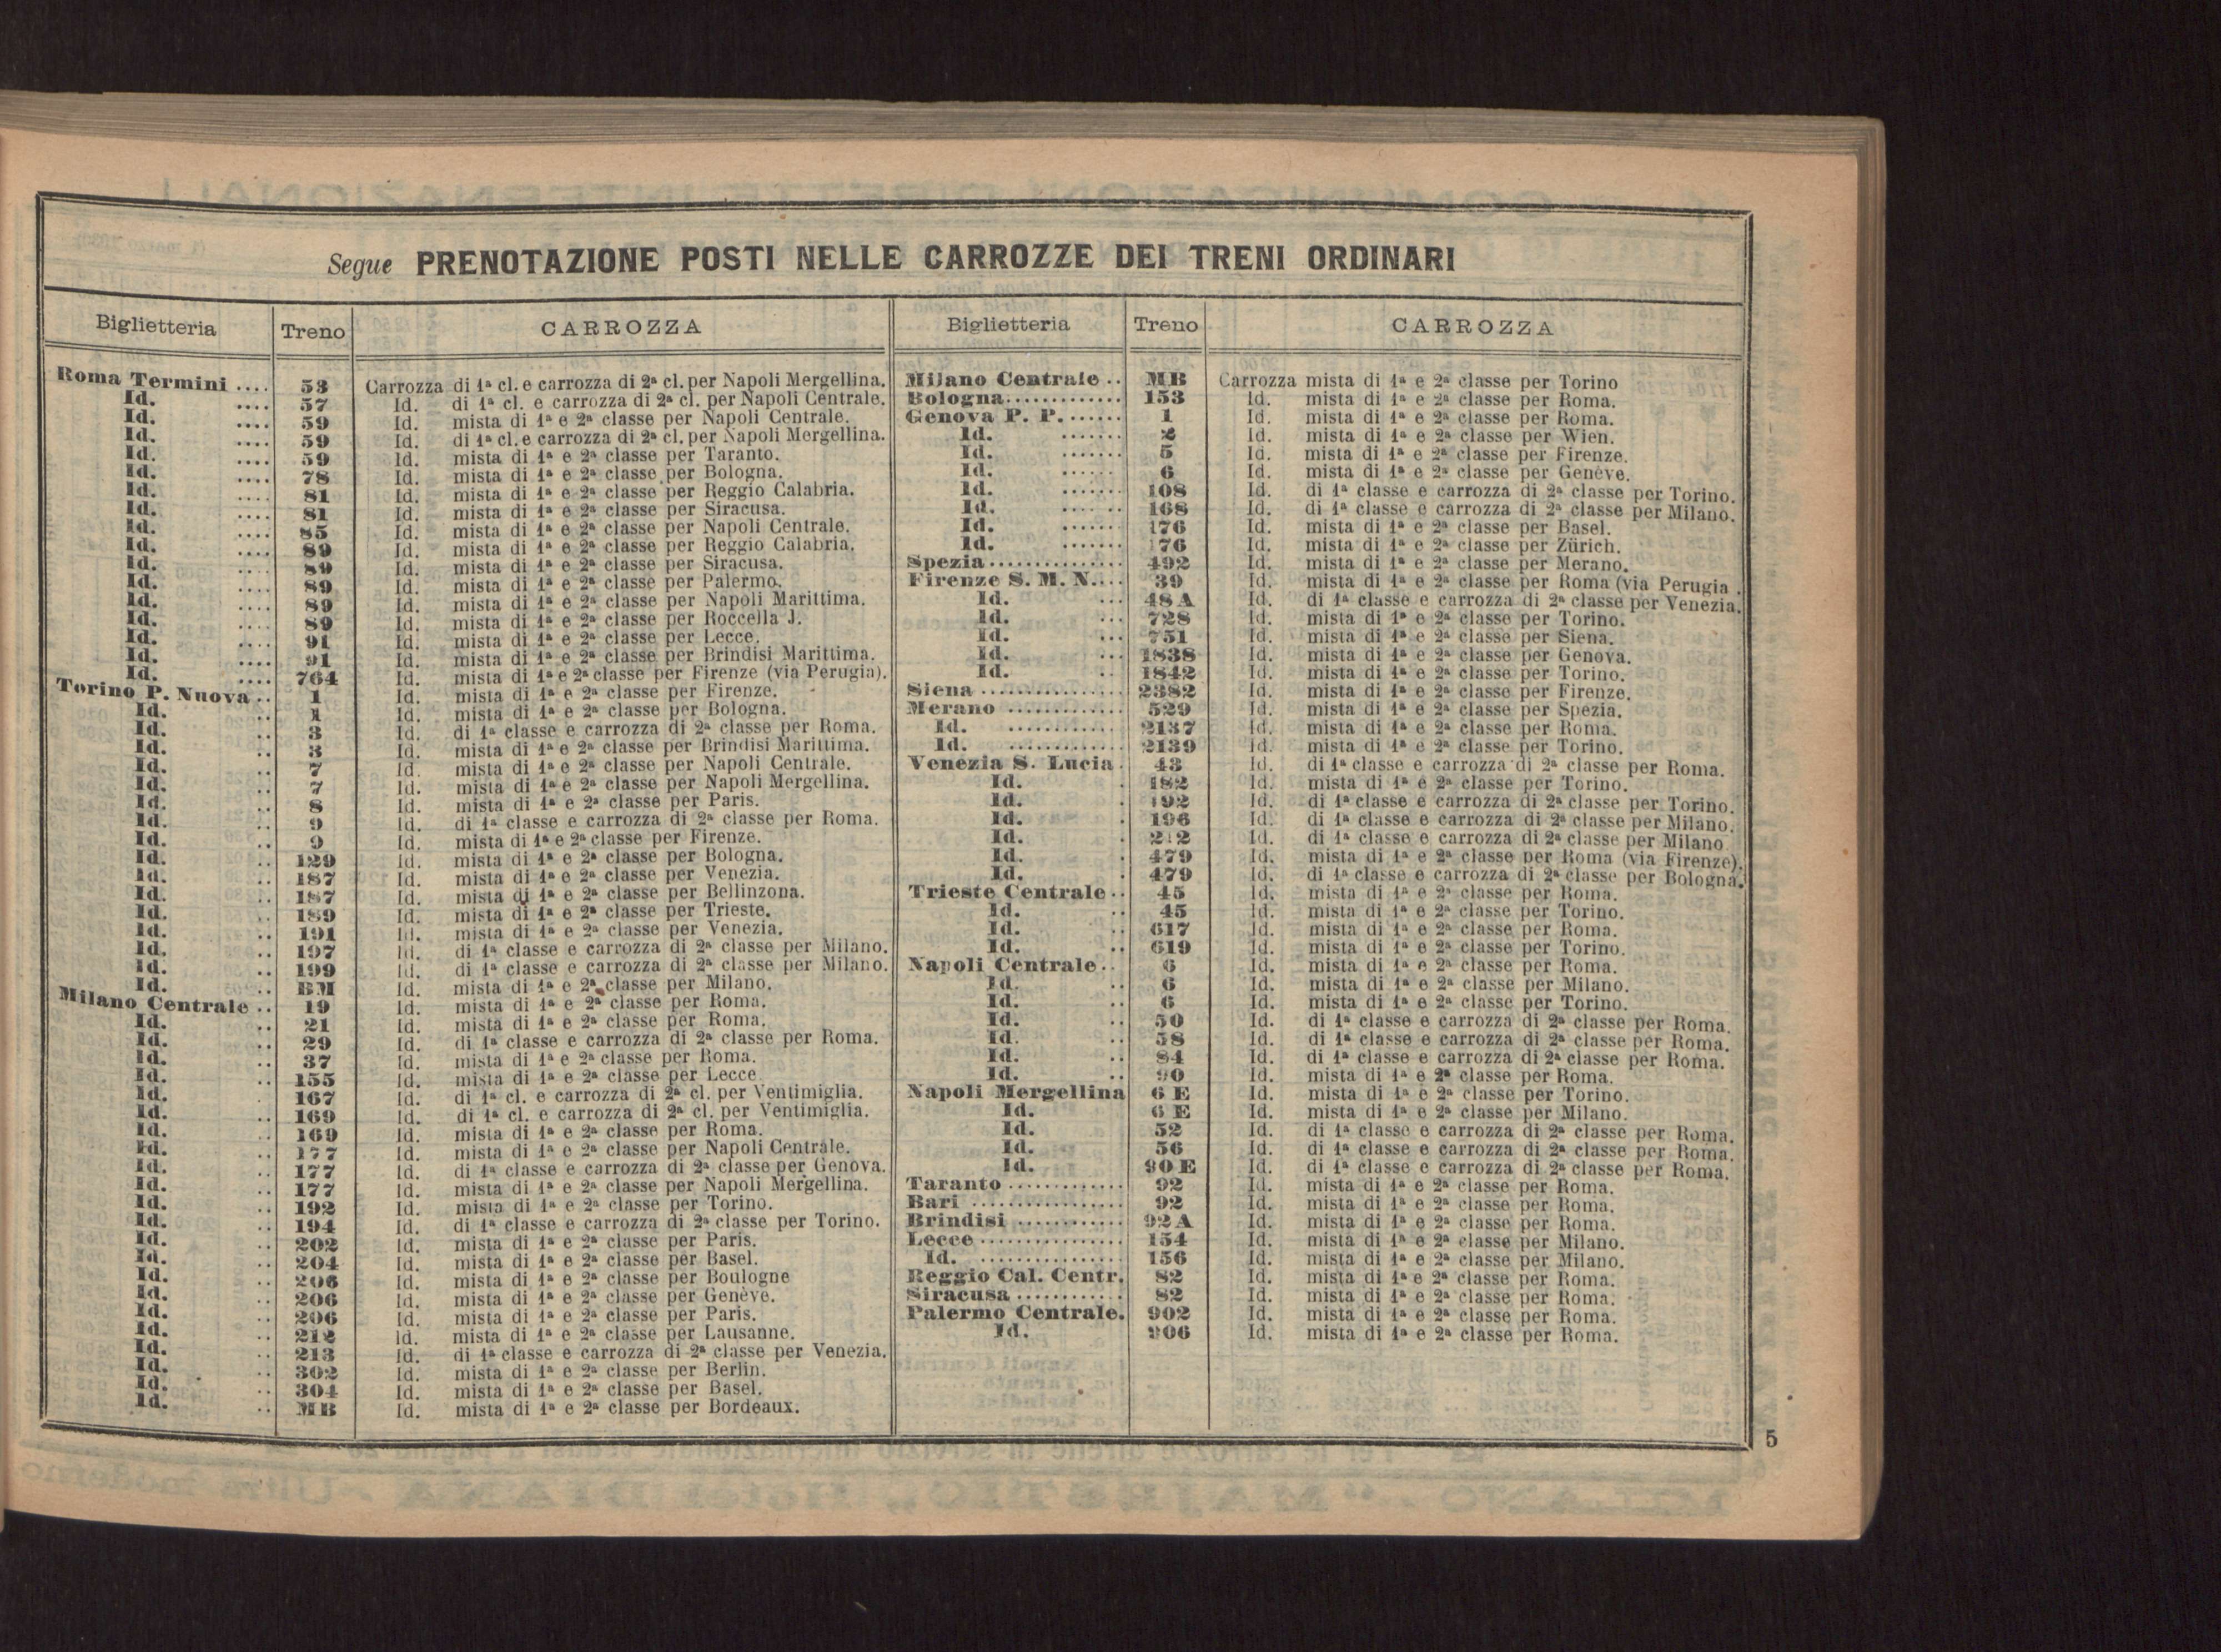 Segue PRENOTAZIONE POSTI NELLE CARROZZE DEI TRENI ORDINARI
Biglietteria Treno CARROZZA
Roma Termini .... 53 Carrozza di 1ª cl. e carrozza di 2ª cl. per Napoli Mergellina.
Id. .... 57 Id. di 1ª cl. e carrozza di 2ª cl. per Napoli Centrale.
Id. .... 59 Id. mista di 1ª e 2ª classe per Napoli Centrale.
Id. .... 59 Id. di 1ª cl. e carrozza di 2ª cl. per Napoli Mergellina.
Id. .... 59 Id. mista di 1ª e 2ª classe per Taranto.
Id. .... 78 Id. mista di 1ª e 2ª classe per Bologna.
Id. .... 81 Id. mista di 1ª e 2ª classe per Reggio Calabria.
Id. .... 81 Id. mista di 1ª e 2ª classe per Siracusa.
Id. .... 85 Id. mista di 1ª e 2ª classe per Napoli Centrale.
Id. .... 89 Id. mista di 1ª e 2ª classe per Reggio Calabria.
Id. .... 89 Id. mista di 1ª e 2ª classe per Siracusa.
Id. .... 89 Id. mista di 1ª e 2ª classe per Palermo.
Id. .... 89 Id. mista di 1ª e 2ª classe per Napoli Marittima.
Id. .... 89 Id. mista di 1ª e 2ª classe per Roccella J.
Id. .... 91 Id. mista di 1ª e 2ª classe per Lecce.
Id. .... 91 Id. mista di 1ª e 2ª classe per Brindisi Marittima.
Id. .... 764 Id. mista di 1ª e 2ª classe per Firenze (via Perugia).
Torino P. Nuova .. 1 Id. mista di 1ª e 2ª classe per Firenze.
Id. .. 1 Id. mista di 1ª e 2ª classe per Bologna.
Id. .. 3 Id. di 1ª classe e carrozza di 2ª classe per Roma.
Id. .. 3 Id. mista di 1ª e 2ª classe per Brindisi Marittima.
Id. .. 7 Id. mista di 1ª e 2ª classe per Napoli Centrale.
Id. .. 7 Id. mista di 1ª e 2ª classe per Napoli Mergellina.
Id. .. 8 Id. mista di 1ª e 2ª classe per Paris.
Id. .. 9 Id. di 1ª classe e carrozza di 2ª classe per Roma.
Id. .. 9 Id. mista di 1ª e 2ª classe per Firenze.
Id. .. 129 Id. mista di 1ª e 2ª classe per Bologna.
Id. .. 187 Id. mista di 1ª e 2ª classe per Venezia.
Id. .. 187 Id. mista di 1ª e 2ª classe per Bellinzona.
Id. .. 189 Id. mista di 1ª e 2ª classe per Trieste.
Id. .. 191 Id. mista di 1ª e 2ª classe per Venezia.
Id. .. 197 Id. di 1ª classe e carrozza di 2ª classe per Milano.
Id. .. 199 Id. di 1ª classe e carrozza di 2ª classe per Milano.
Id. .. BM Id. mista di 1ª e 2ª classe per Milano.
Milano Centrale .. 19 Id. mista di 1ª e 2ª classe per Roma.
Id. .. 21 Id. mista di 1ª e 2ª classe per Roma.
Id. .. 29 Id. di 1ª classe e carrozza di 2ª classe per Roma.
Id. .. 37 Id. mista di 1ª e 2ª classe per Roma.
Id. .. 155 Id. mista di 1ª e 2ª classe per Lecce.
Id. . 167 Id. di 1ª cl. e carrozza di 2ª cl. per Ventimiglia.
Id. .. 169 Id. di 1ª cl. e carrozza di 2ª cl. per Ventimiglia.
Id. .. 169 Id. mista di 1ª e 2ª classe per Roma.
Id. .. 177 Id. mista di 1ª e 2ª classe per Napoli Centrale.
Id. .. 177 Id. di 1ª classe e carrozza di 2ª classe per Genova.
Id. .. 177 Id. mista di 1ª e 2ª classe per Napoli Mergellina.
Id. .. 192 Id. mista di 1ª e 2ª classe per Torino.
Id. .. 194 Id. di 1ª classe e carrozza di 2ª classe per Torino.
Id. .. 202 Id. mista di 1ª e 2ª classe per Paris.
Id. .. 204 Id. mista di 1ª e 2ª classe per Basel.
Id. .. 206 Id. mista di 1ª e 2ª classe per Boulogne
Id. .. 206 Id. mista di 1ª e 2ª classe per Genève.
Id. .. 206 Id. mista di 1ª e 2ª classe per Paris.
Id. .. 212 Id. mista di 1ª e 2ª classe per Lausanne.
Id. .. 213 Id. di 1ª classe e carrozza di 2ª classe per Venezia.
Id. .. 302 Id. mista di 1ª e 2ª classe per Berlin.
Id. .. 304 Id. mista di 1ª e 2ª classe per Basel.
Id. .. MB Id. mista di 1ª e 2ª classe per Bordeaux.
Biglietteria Treno CARROZZA
Milano Centrale .. MB Carrozza mista di 1ª e 2ª classe per Torino
Bologna............. 153 Id. mista di 1ª e 2ª classe per Roma.
Genova P. P. ...... 1 Id. mista di 1ª e 2ª classe per Roma.
Id. ....... 2 Id. mista di 1ª e 2ª classe per Wien.
Id. ....... 5 Id. mista di 1ª e 2ª classe per Firenze.
Id. ...... 6 Id. mista di 1ª e 2ª classe per Genève.
Id. ....... 108 Id. di 1ª classe e carrozza di 2ª classe per Torino.
Id. ...... 168 Id. di 1ª classe e carrozza di 2ª classe per Milano.
Id. ...... 176 Id. mista di 1ª e 2ª classe per Basel.
Id. ....... 176 Id. mista di 1ª e 2ª classe per Zürich.
Spezia............... 492 Id. mista di 1ª e 2ª classe per Merano.
Firenze S. M. N.... 39 Id. mista di 1ª e 2ª classe per Roma (via Perugia .
Id. ... 48 A Id. di 1ª classe e carrozza di 2ª classe per Venezia.
Id. ... 728 Id. mista di 1ª e 2ª classe per Torino.
Id. ... 751 Id. mista di 1ª e 2ª classe per Siena.
Id. ... 1838 Id. mista di 1ª e 2ª classe per Genova.
Id. .. 1842 Id. mista di 1ª e 2ª classe per Torino.
Siena ................ 2382 Id. mista di 1ª e 2ª classe per Firenze.
Merano ............. 529 Id. mista di 1ª e 2ª classe per Spezia.
Id. ............ 2137 Id. mista di 1ª e 2ª classe per Roma.
Id. ............. 2139 Id. mista di 1ª e 2ª classe per Torino.
Venezia S. Lucia . 43 Id. di 1ª classe e carrozza di 2ª classe per Roma.
Id. . 182 Id. mista di 1ª e 2ª classe per Torino.
Id. . 192 Id. di 1ª classe e carrozza di 2ª classe per Torino.
Id. . 196 Id. di 1ª classe e carrozza di 2ª classe per Milano.
Id. . 212 Id. di 1ª classe e carrozza di 2ª classe per Milano
Id. . 479 Id. mista di 1ª e 2ª classe per Roma (via Firenze).
Id. . 479 Id. di 1ª classe e carrozza di 2ª classe per Bologna.
Trieste Centrale .. 45 Id. mista di 1ª e 2ª classe per Roma.
Id. .. 45 Id. mista di 1ª e 2ª classe per Torino.
Id. .. 617 Id. mista di 1ª e 2ª classe per Roma.
Id. .. 619 Id. mista di 1ª e 2ª classe per Torino.
Napoli Centrale .. 6 Id. mista di 1ª e 2ª classe per Roma.
Id. .. 6 Id. mista di 1ª e 2ª classe per Milano.
Id. .. 6 Id. mista di 1ª e 2ª classe per Torino.
Id. .. 50 Id. di 1ª classe e carrozza di 2ª classe per Roma.
Id. .. 58 Id. di 1ª classe e carrozza di 2ª classe per Roma.
Id. .. 84 Id. di 1ª classe e carrozza di 2ª classe per Roma.
Id. .. 90 Id. mista di 1ª e 2ª classe per Roma.
Napoli Mergellina 6 E Id. mista di 1ª e 2ª classe per Torino.
Id. 6 E Id. mista di 1ª e 2ª classe per Milano.
Id. 52 Id. di 1ª classe e carrozza di 2ª classe per Roma.
Id. 56 Id. di 1ª classe e carrozza di 2ª classe per Roma.
Id. 90 E Id. di 1ª classe e carrozza di 2ª classe per Roma.
Taranto ............. 92 Id. mista di 1ª e 2ª classe per Roma.
Bari ................. 92 Id. mista di 1ª e 2ª classe per Roma.
Brindisi ............ 92 A Id. mista di 1ª e 2ª classe per Roma.
Lecce ................ 154 Id. mista di 1ª e 2ª classe per Milano.
Id. ................ 156 Id. mista di 1ª e 2ª classe per Milano.
Reggio Cal. Centr. 82 Id. mista di 1ª e 2ª classe per Roma.
Siracusa ............ 82 Id. mista di 1ª e 2ª classe per Roma.
Palermo Centrale. 902 Id. mista di 1ª e 2ª classe per Roma.
Id. 906 Id. mista di 1ª e 2ª classe per Roma.
5